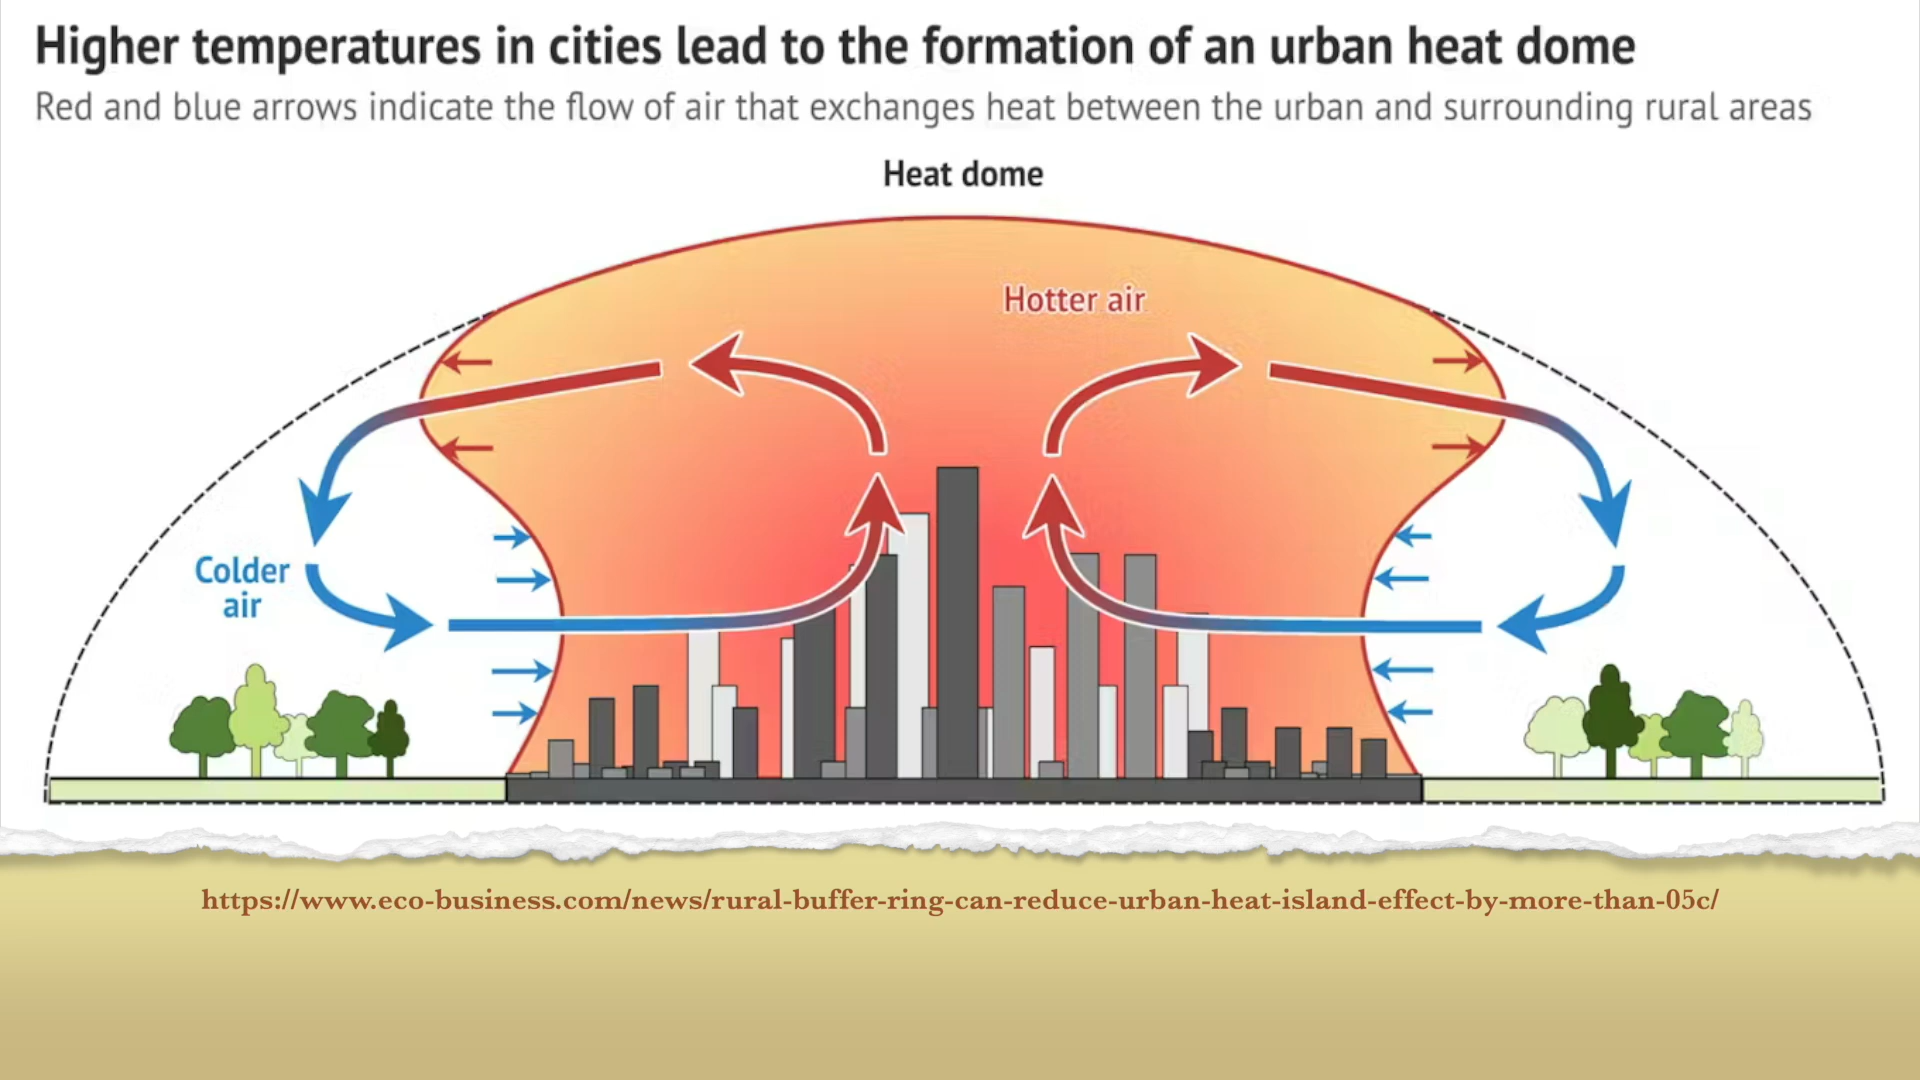 Higher temperatures in cities lead to the formation of an urban heat dome
Red and blue arrows indicate the flow of air that exchanges heat between the urban and surrounding rural areas
Heat dome
Hotter air
Colder
air
https://www.eco-business.com/news/rural-buffer-ring-can-reduce-urban-heat-island-effect-by-more-than-05c/